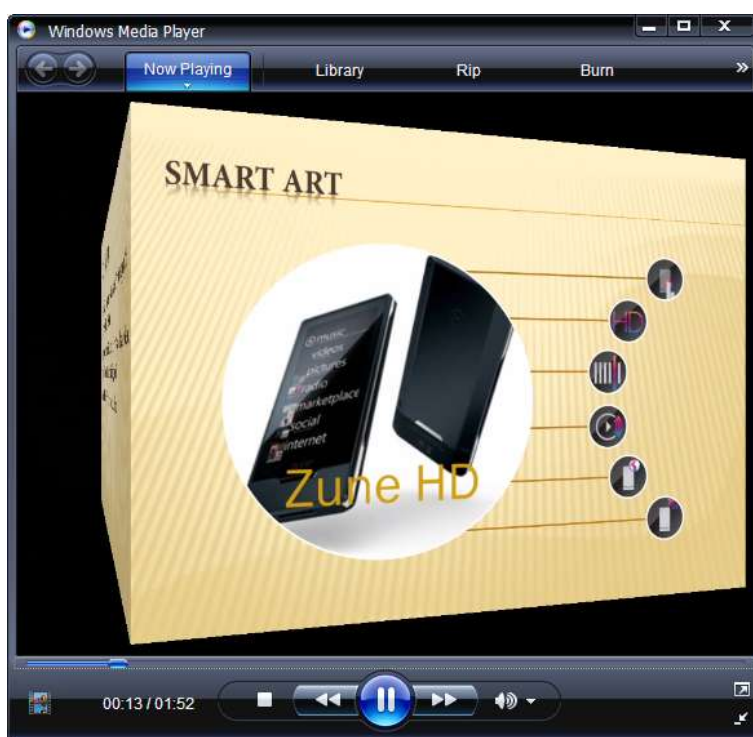 Windows Media Player
Now Playing
Library
Rip
Burn
»
SMART ART
music
videos
pictures
radio
marketplace
social
internet
Zune HD
HD
00:13 / 01:52